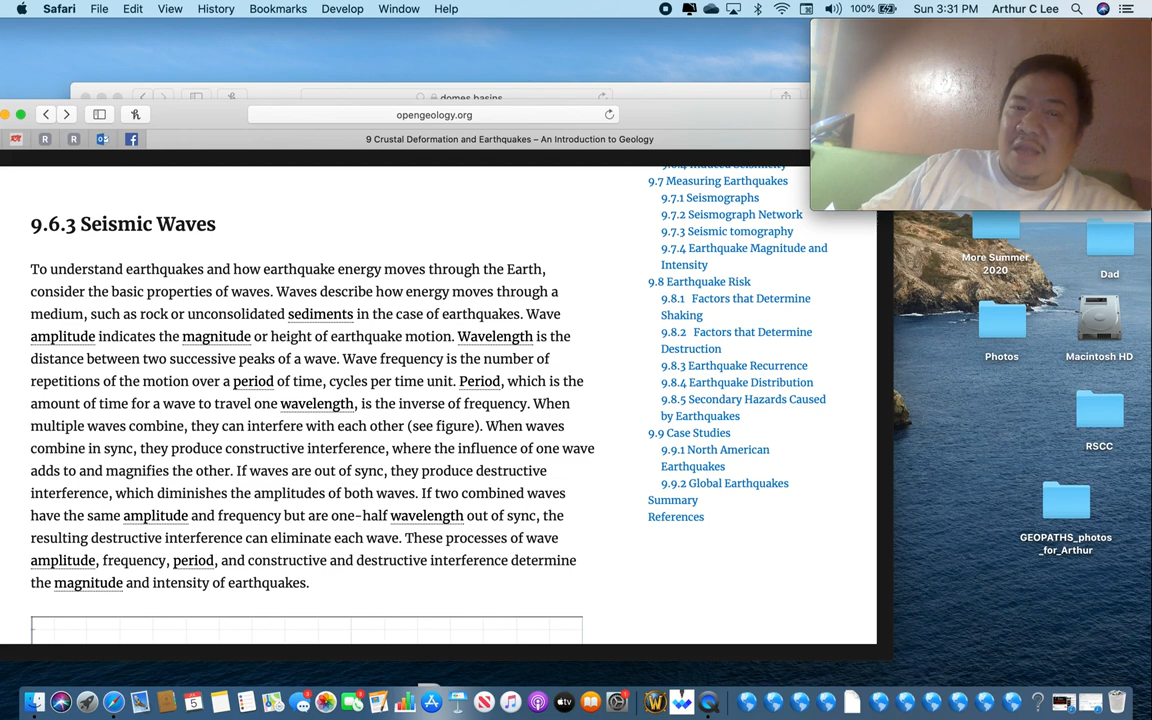 Safari File Edit View History Bookmarks Develop Window Help 100% Sun 3:31 PM Arthur C Lee
domes basins
opengeology.org
R R 9 Crustal Deformation and Earthquakes – An Introduction to Geology
9.6.3 Seismic Waves
To understand earthquakes and how earthquake energy moves through the Earth,
consider the basic properties of waves. Waves describe how energy moves through a
medium, such as rock or unconsolidated sediments in the case of earthquakes. Wave
amplitude indicates the magnitude or height of earthquake motion. Wavelength is the
distance between two successive peaks of a wave. Wave frequency is the number of
repetitions of the motion over a period of time, cycles per time unit. Period, which is the
amount of time for a wave to travel one wavelength, is the inverse of frequency. When
multiple waves combine, they can interfere with each other (see figure). When waves
combine in sync, they produce constructive interference, where the influence of one wave
adds to and magnifies the other. If waves are out of sync, they produce destructive
interference, which diminishes the amplitudes of both waves. If two combined waves
have the same amplitude and frequency but are one-half wavelength out of sync, the
resulting destructive interference can eliminate each wave. These processes of wave
amplitude, frequency, period, and constructive and destructive interference determine
the magnitude and intensity of earthquakes.
9.7 Measuring Earthquakes
9.7.1 Seismographs
9.7.2 Seismograph Network
9.7.3 Seismic tomography
9.7.4 Earthquake Magnitude and
Intensity
9.8 Earthquake Risk
9.8.1 Factors that Determine
Shaking
9.8.2 Factors that Determine
Destruction
9.8.3 Earthquake Recurrence
9.8.4 Earthquake Distribution
9.8.5 Secondary Hazards Caused
by Earthquakes
9.9 Case Studies
9.9.1 North American
Earthquakes
9.9.2 Global Earthquakes
Summary
References
More Summer
2020
Dad
Photos
Macintosh HD
RSCC
GEOPATHS_photos
_for_Arthur